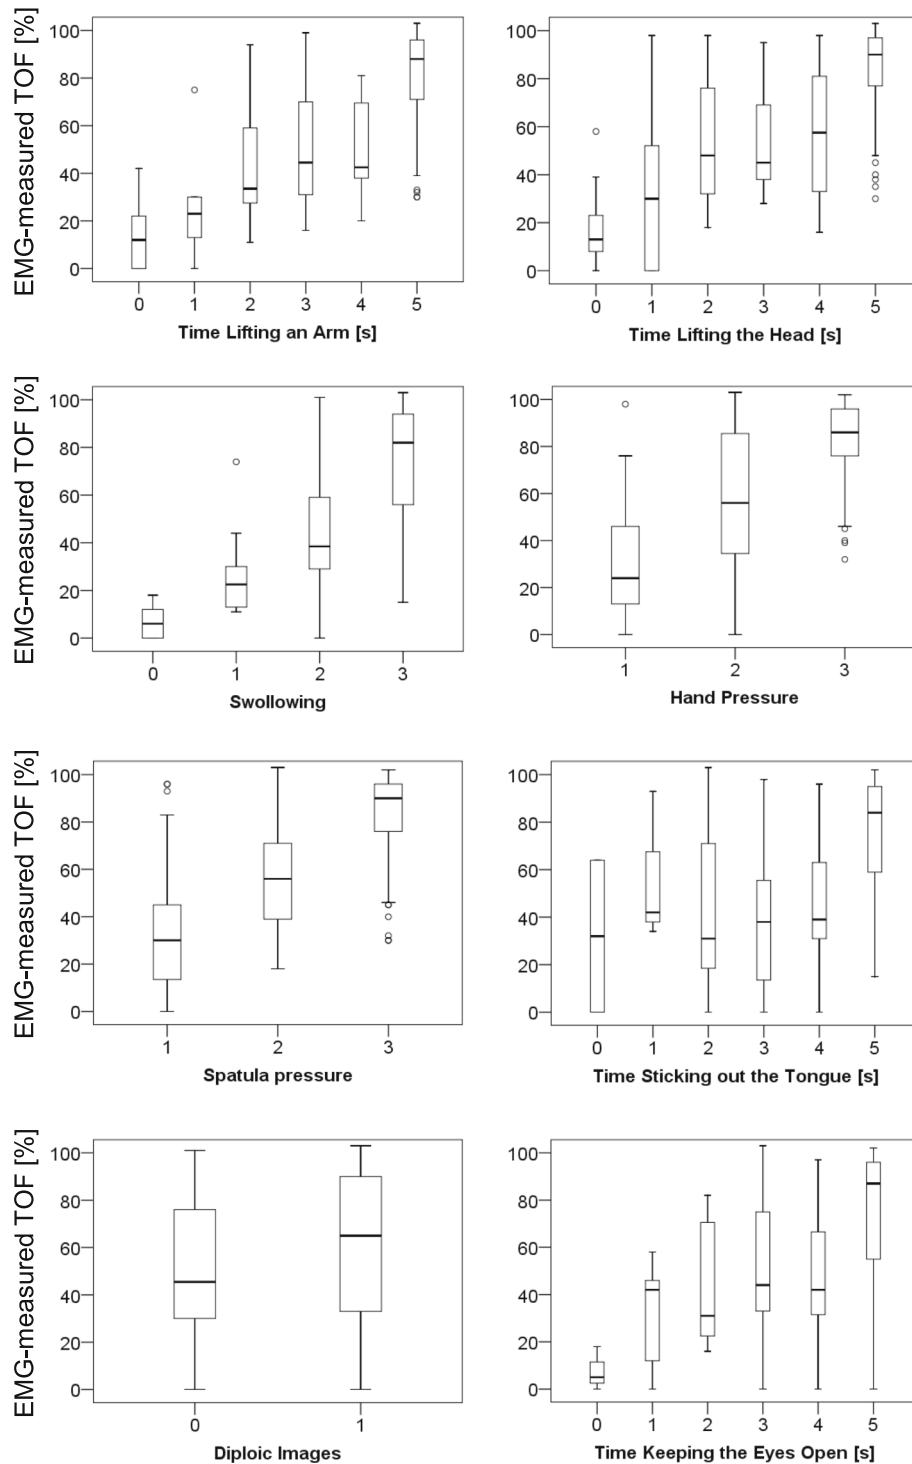 EMG-measured TOF [%]
100
80
60
40
20
0
0 1 2 3 4 5
Time Lifting an Arm [s]
100
80
60
40
20
0
0 1 2 3 4 5
Time Lifting the Head [s]
EMG-measured TOF [%]
100
80
60
40
20
0
0 1 2 3
Swollowing
100
80
60
40
20
0
1 2 3
Hand Pressure
EMG-measured TOF [%]
100
80
60
40
20
0
1 2 3
Spatula pressure
100
80
60
40
20
0
0 1 2 3 4 5
Time Sticking out the Tongue [s]
EMG-measured TOF [%]
100
80
60
40
20
0
0 1
Diploic Images
100
80
60
40
20
0
0 1 2 3 4 5
Time Keeping the Eyes Open [s]